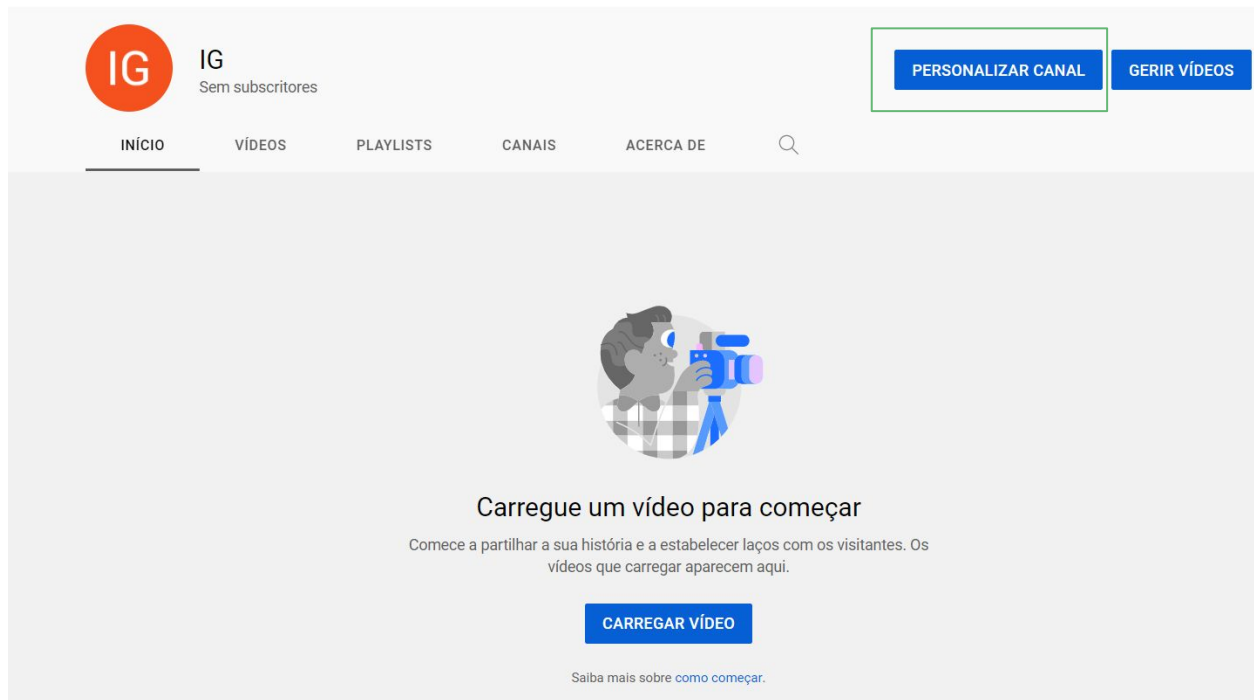 IG
IG
Sem subscritores
PERSONALIZAR CANAL
GERIR VÍDEOS
INÍCIO
VÍDEOS
PLAYLISTS
CANAIS
ACERCA DE
Carregue um vídeo para começar
Comece a partilhar a sua história e a estabelecer laços com os visitantes. Os
vídeos que carregar aparecem aqui.
CARREGAR VÍDEO
Saiba mais sobre como começar.